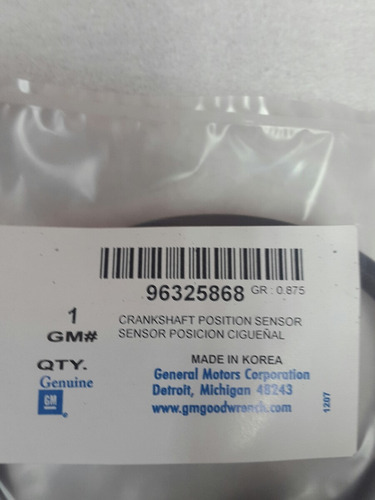 96325868 GR : 0.875
1
GM#
CRANKSHAFT POSITION SENSOR
SENSOR POSICION CIGUEÑAL
QTY.
MADE IN KOREA
Genuine
GM
General Motors Corporation
Detroit, Michigan 48243
www.gmgoodwrench.com
1207